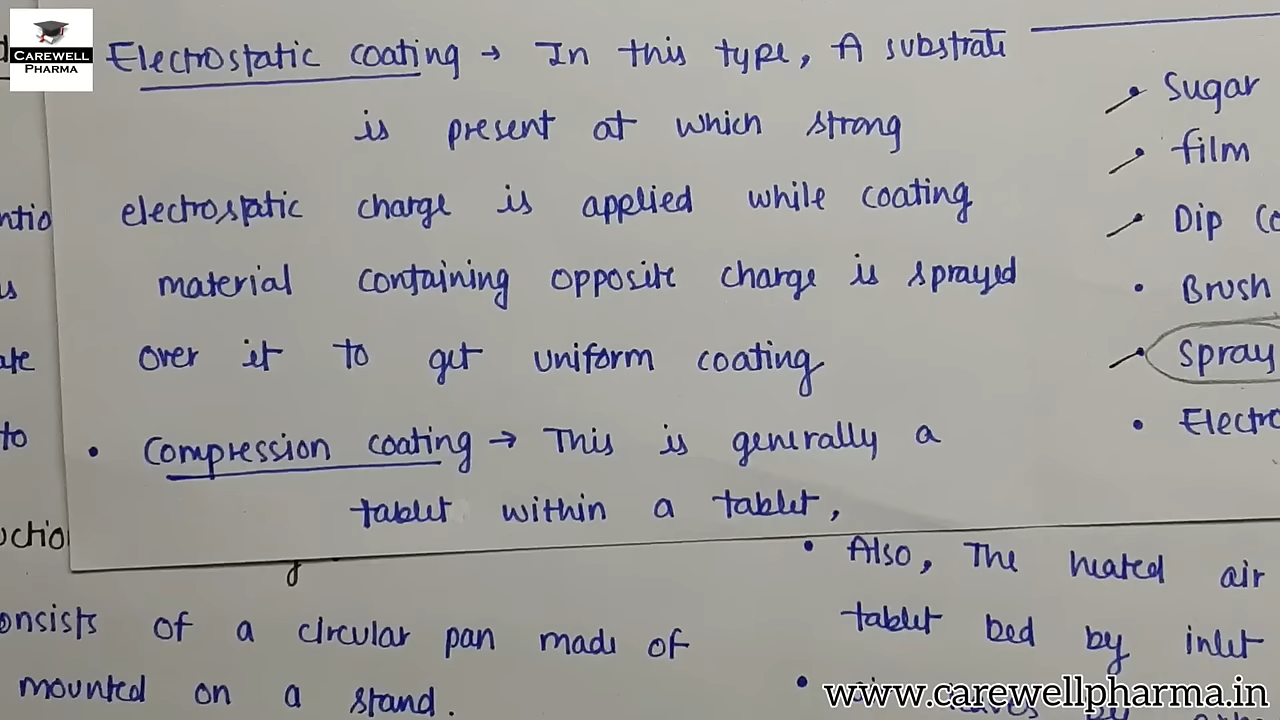 CAREWELL
PHARMA
Electrostatic coating → In this type, A substrate
is present at which strong
electrostatic charge is applied while coating
material containing opposite charge is sprayed
over it to get uniform coating
• Compression coating → This is generally a
tablet within a tablet,
• Sugar
• film
• Dip
• Brush
• Spray
• Electro
• Also, The heated air
tablet bed by inlet
onsists of a circular pan made of
mounted on a stand.
www.carewellpharma.in